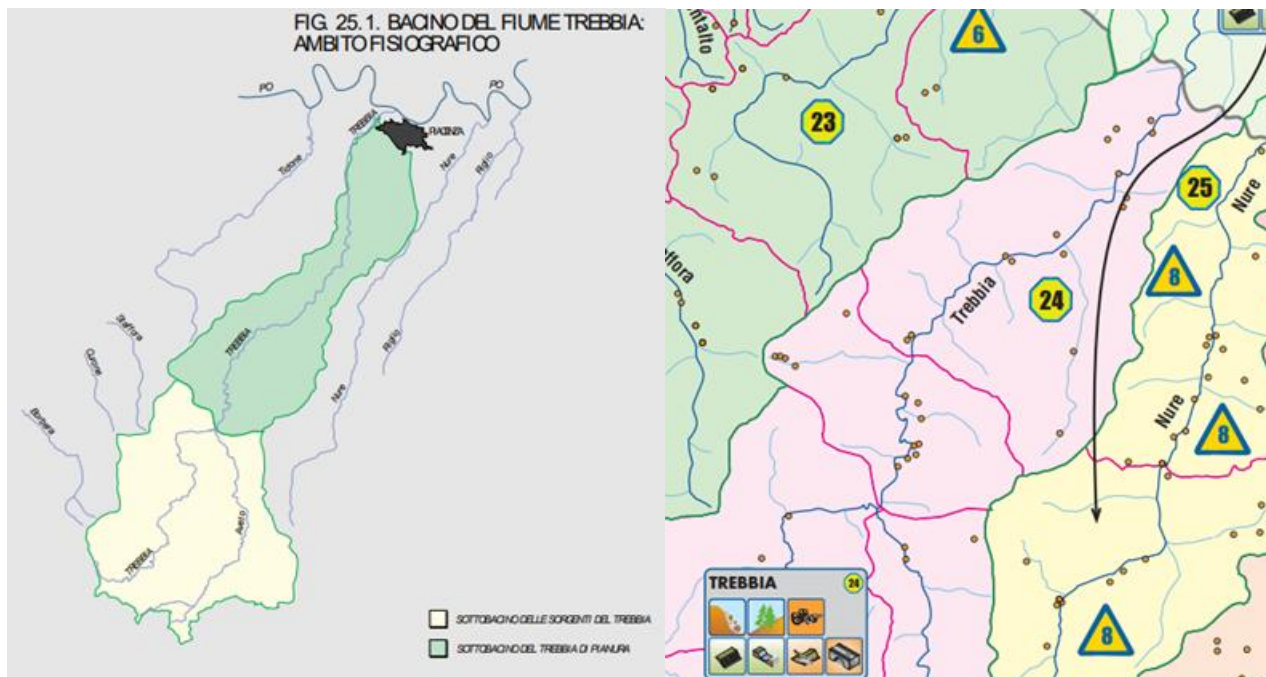 FIG. 25.1. BACINO DEL FIUME TREBBIA:
AMBITO FISIOGRAFICO
PO
PO
TREBBIA
PIACENZA
Tidone
Nure
Riglio
TREBBIA
Staffora
Curone
Borbera
Riglio
Nure
Aveto
TREBBIA
SOTTOBACINO DELLE SORGENTI DEL TREBBIA
SOTTOBACINO DEL TREBBIA DI PIANURA
ntalto
6
23
25
Nure
affora
8
Trebbia
24
Nure
8
TREBBIA 24
8